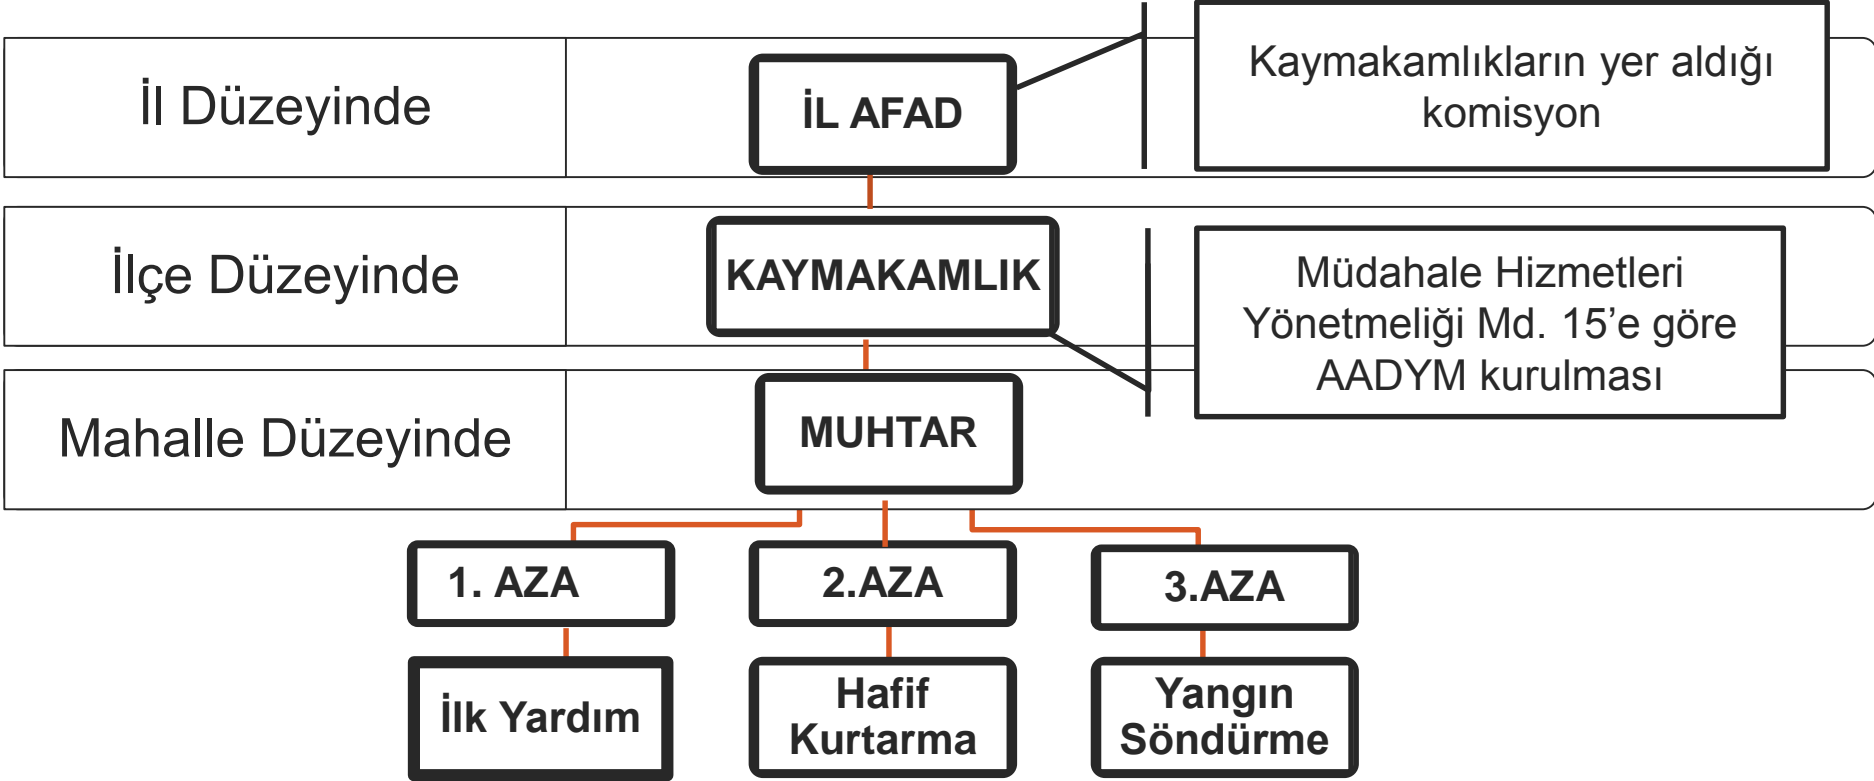 İl Düzeyinde
İL AFAD
Kaymakamlıkların yer aldığı
komisyon
İlçe Düzeyinde
KAYMAKAMLIK
Müdahale Hizmetleri
Yönetmeliği Md. 15’e göre
AADYM kurulması
Mahalle Düzeyinde
MUHTAR
1. AZA
2.AZA
3.AZA
İlk Yardım
Hafif
Kurtarma
Yangın
Söndürme